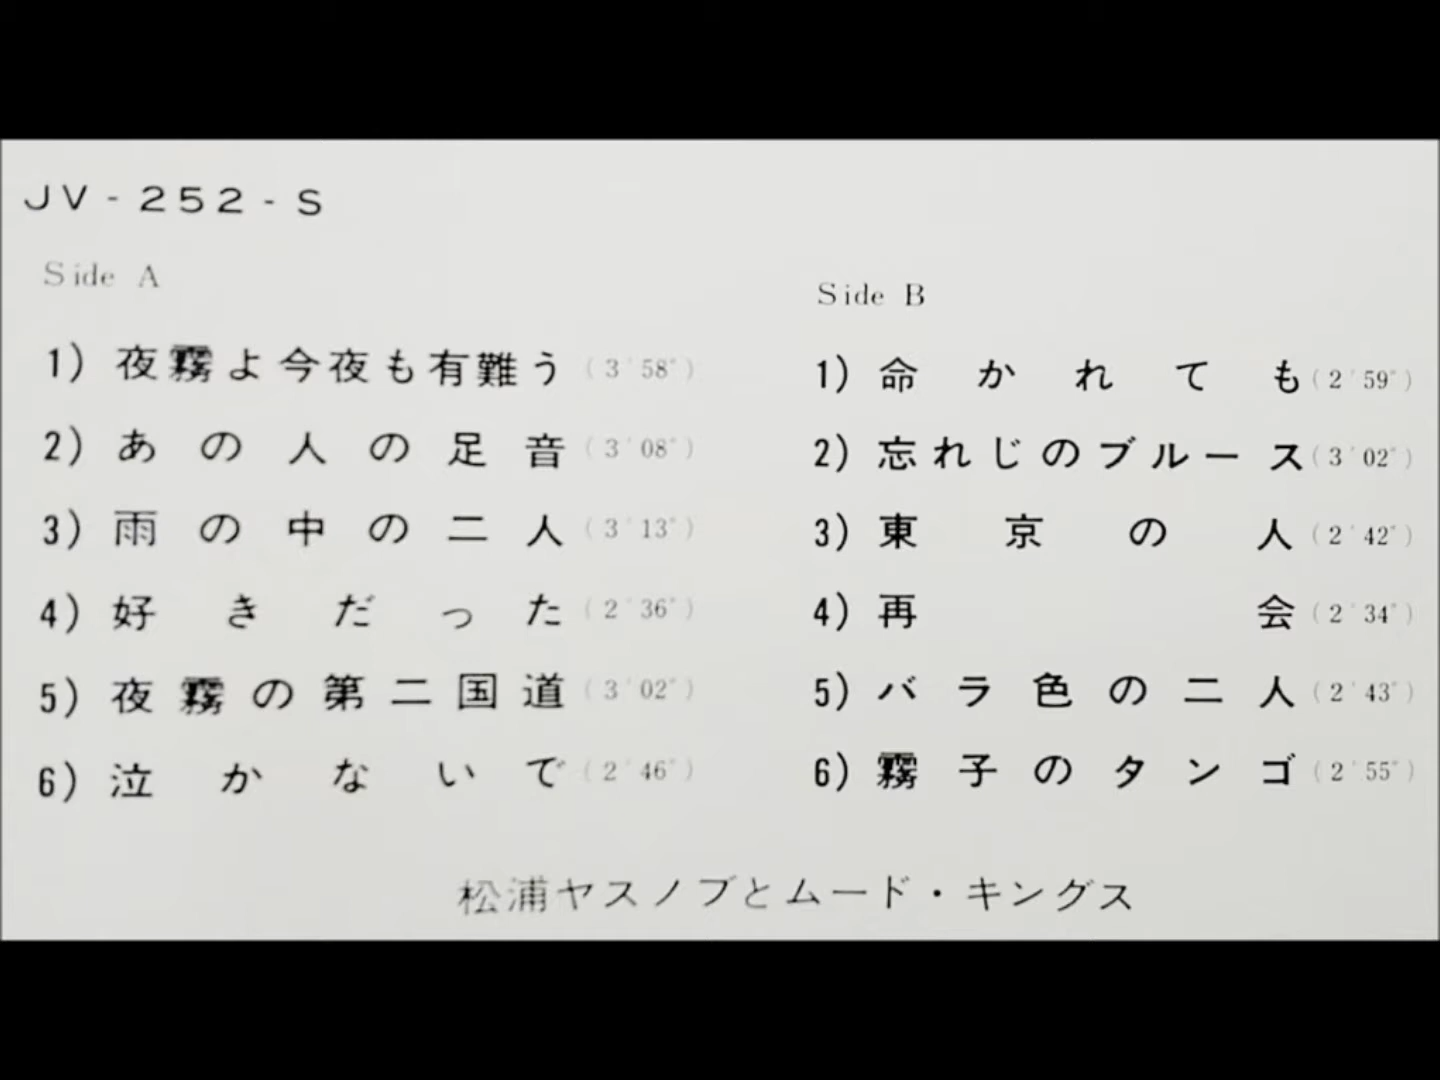 JV-252-S
Side A
1) 夜霧よ今夜も有難う (3′58″)
2) あの人の足音 (3′08″)
3) 雨の中の二人 (3′13″)
4) 好きだった (2′36″)
5) 夜霧の第二国道 (3′02″)
6) 泣かないで (2′46″)
Side B
1) 命かれても (2′59″)
2) 忘れじのブルース (3′02″)
3) 東京の人 (2′42″)
4) 再会 (2′34″)
5) バラ色の二人 (2′43″)
6) 霧子のタンゴ (2′55″)
松浦ヤスノブとムード・キングス